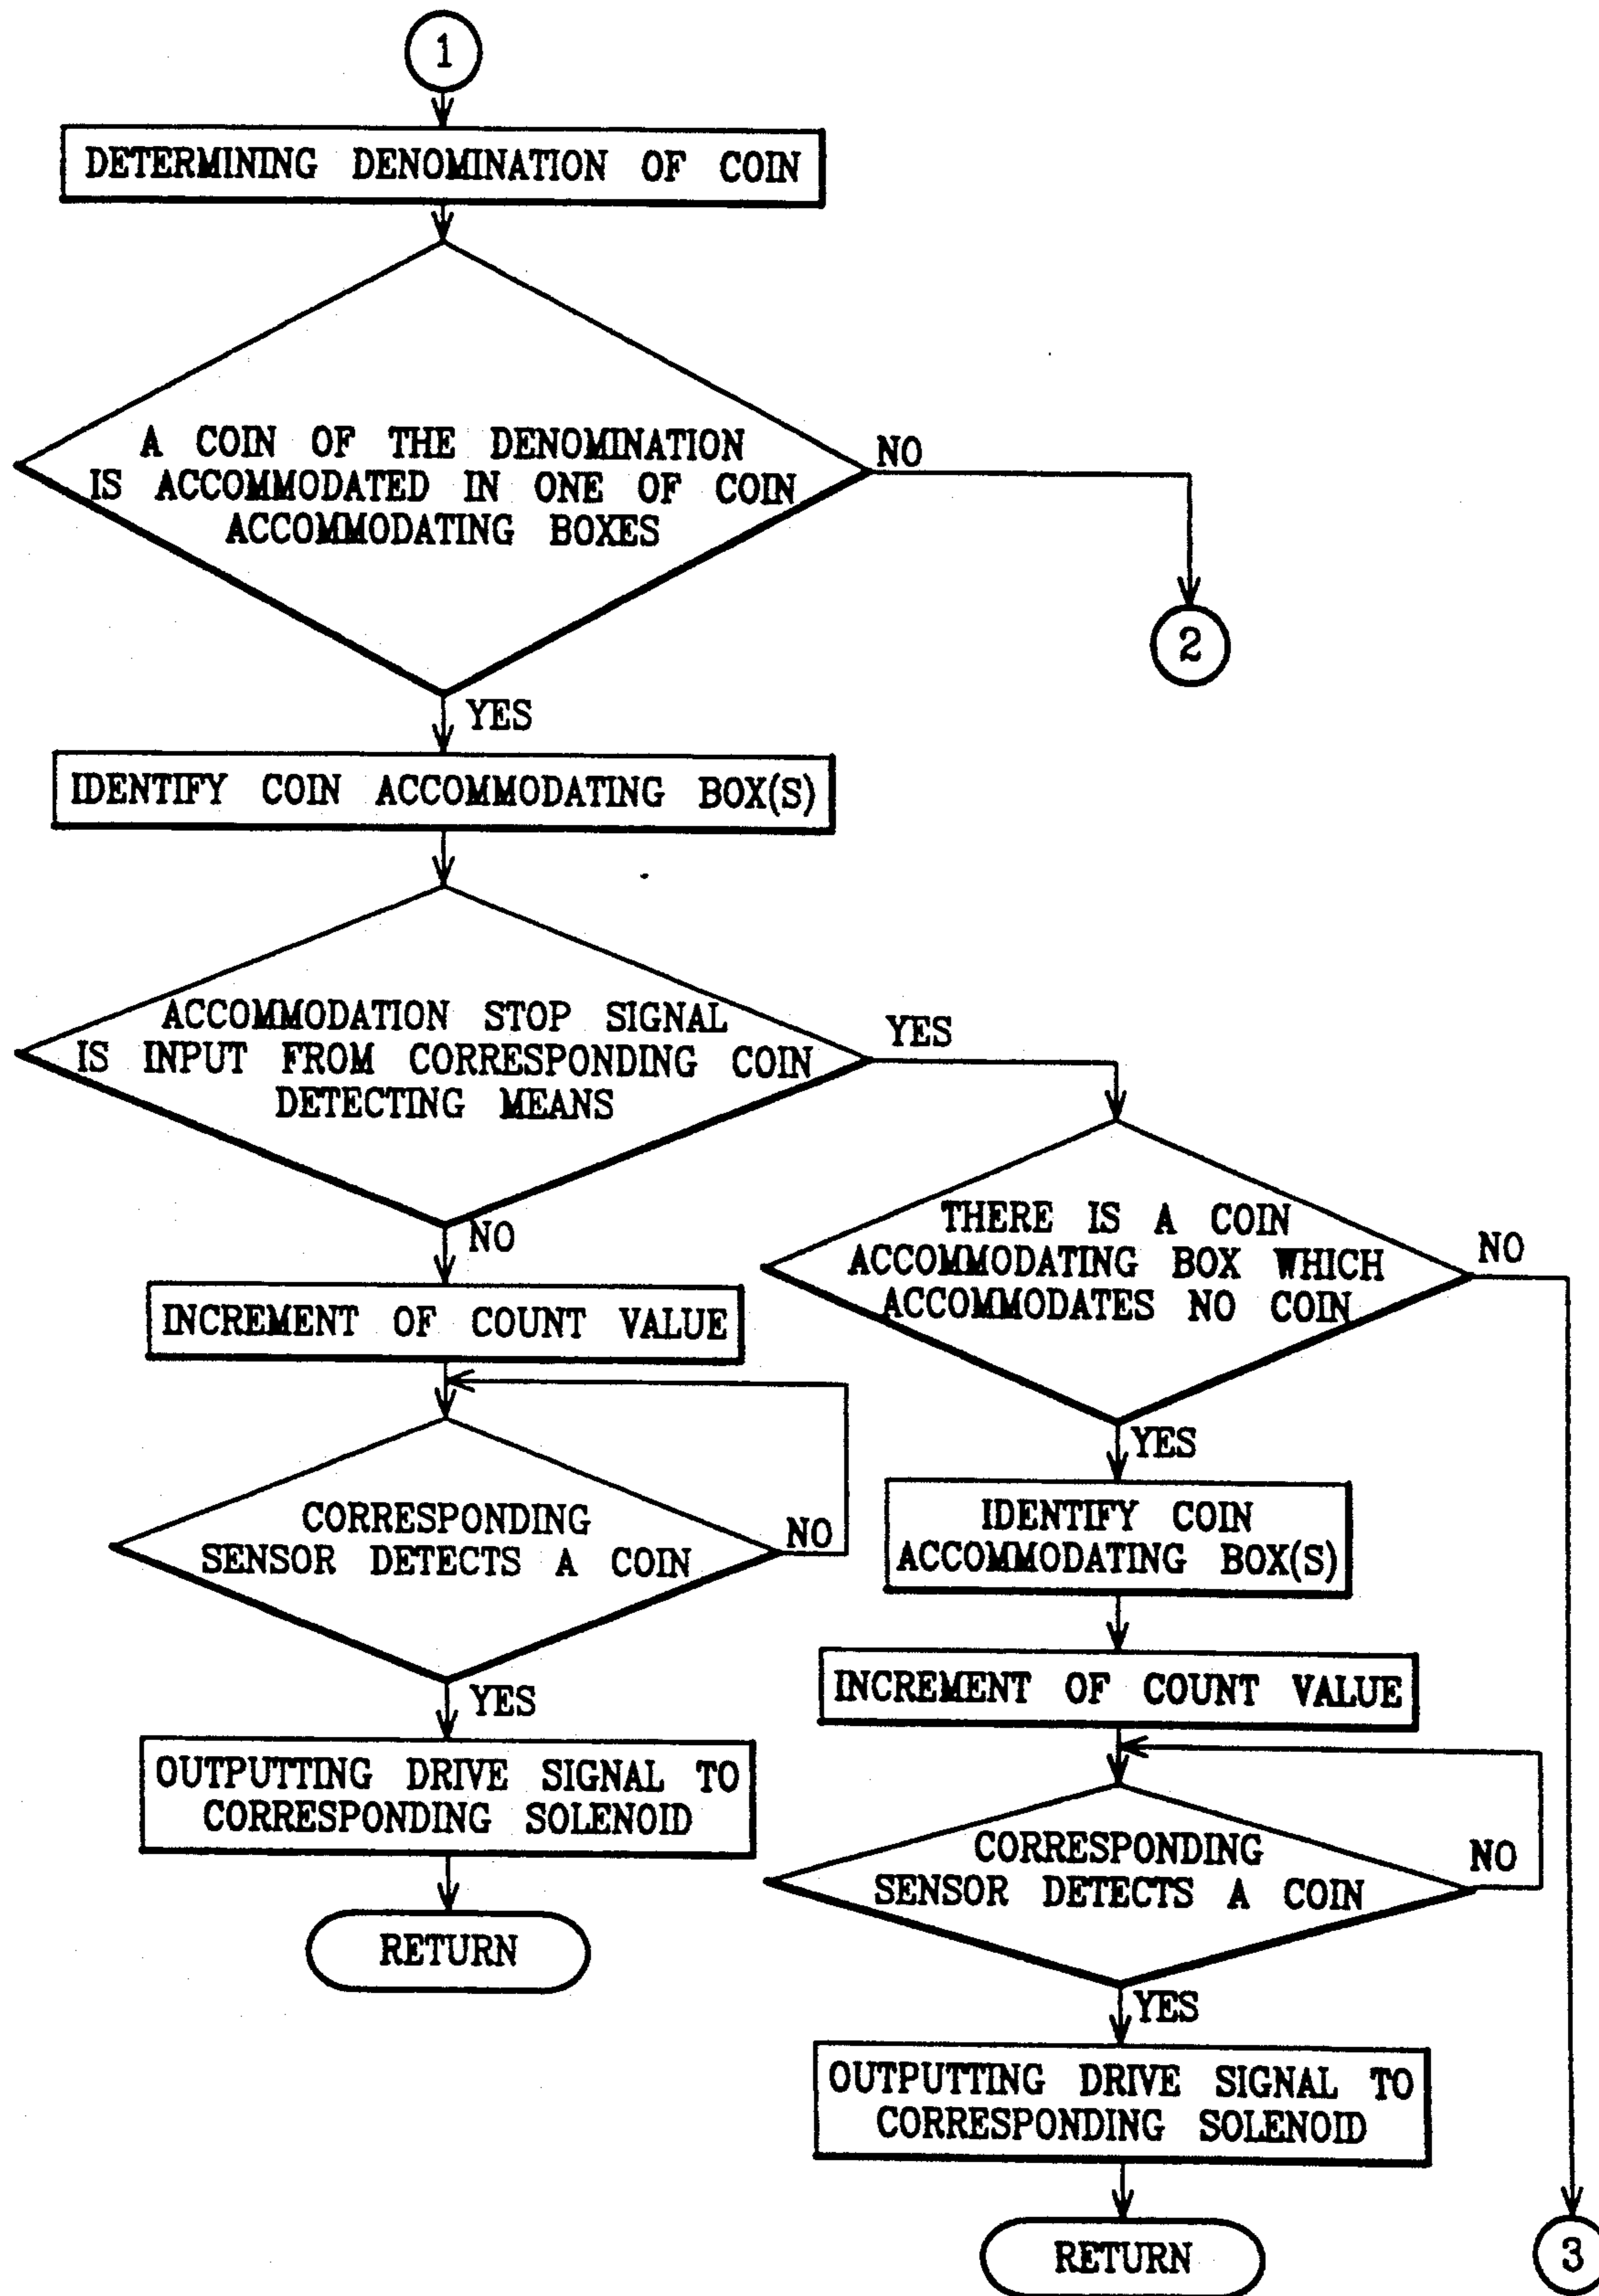 1
DETERMINING DENOMINATION OF COIN
A COIN OF THE DENOMINATION
IS ACCOMMODATED IN ONE OF COIN
ACCOMMODATING BOXES
NO
2
YES
IDENTIFY COIN ACCOMMODATING BOX(S)
ACCOMMODATION STOP SIGNAL
IS INPUT FROM CORRESPONDING COIN
DETECTING MEANS
YES
NO
INCREMENT OF COUNT VALUE
CORRESPONDING
SENSOR DETECTS A COIN
NO
YES
OUTPUTTING DRIVE SIGNAL TO
CORRESPONDING SOLENOID
RETURN
THERE IS A COIN
ACCOMMODATING BOX WHICH
ACCOMMODATES NO COIN
NO
YES
IDENTIFY COIN
ACCOMMODATING BOX(S)
INCREMENT OF COUNT VALUE
CORRESPONDING
SENSOR DETECTS A COIN
NO
YES
OUTPUTTING DRIVE SIGNAL TO
CORRESPONDING SOLENOID
RETURN
3